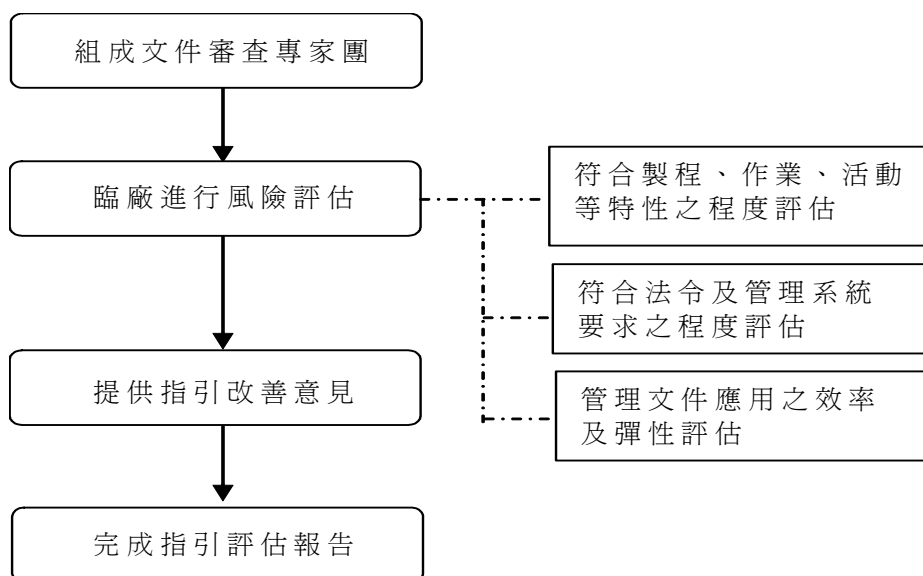 組成文件審查專家團
臨廠進行風險評估
符合製程、作業、活動
等特性之程度評估
符合法令及管理系統
要求之程度評估
提供指引改善意見
管理文件應用之效率
及彈性評估
完成指引評估報告